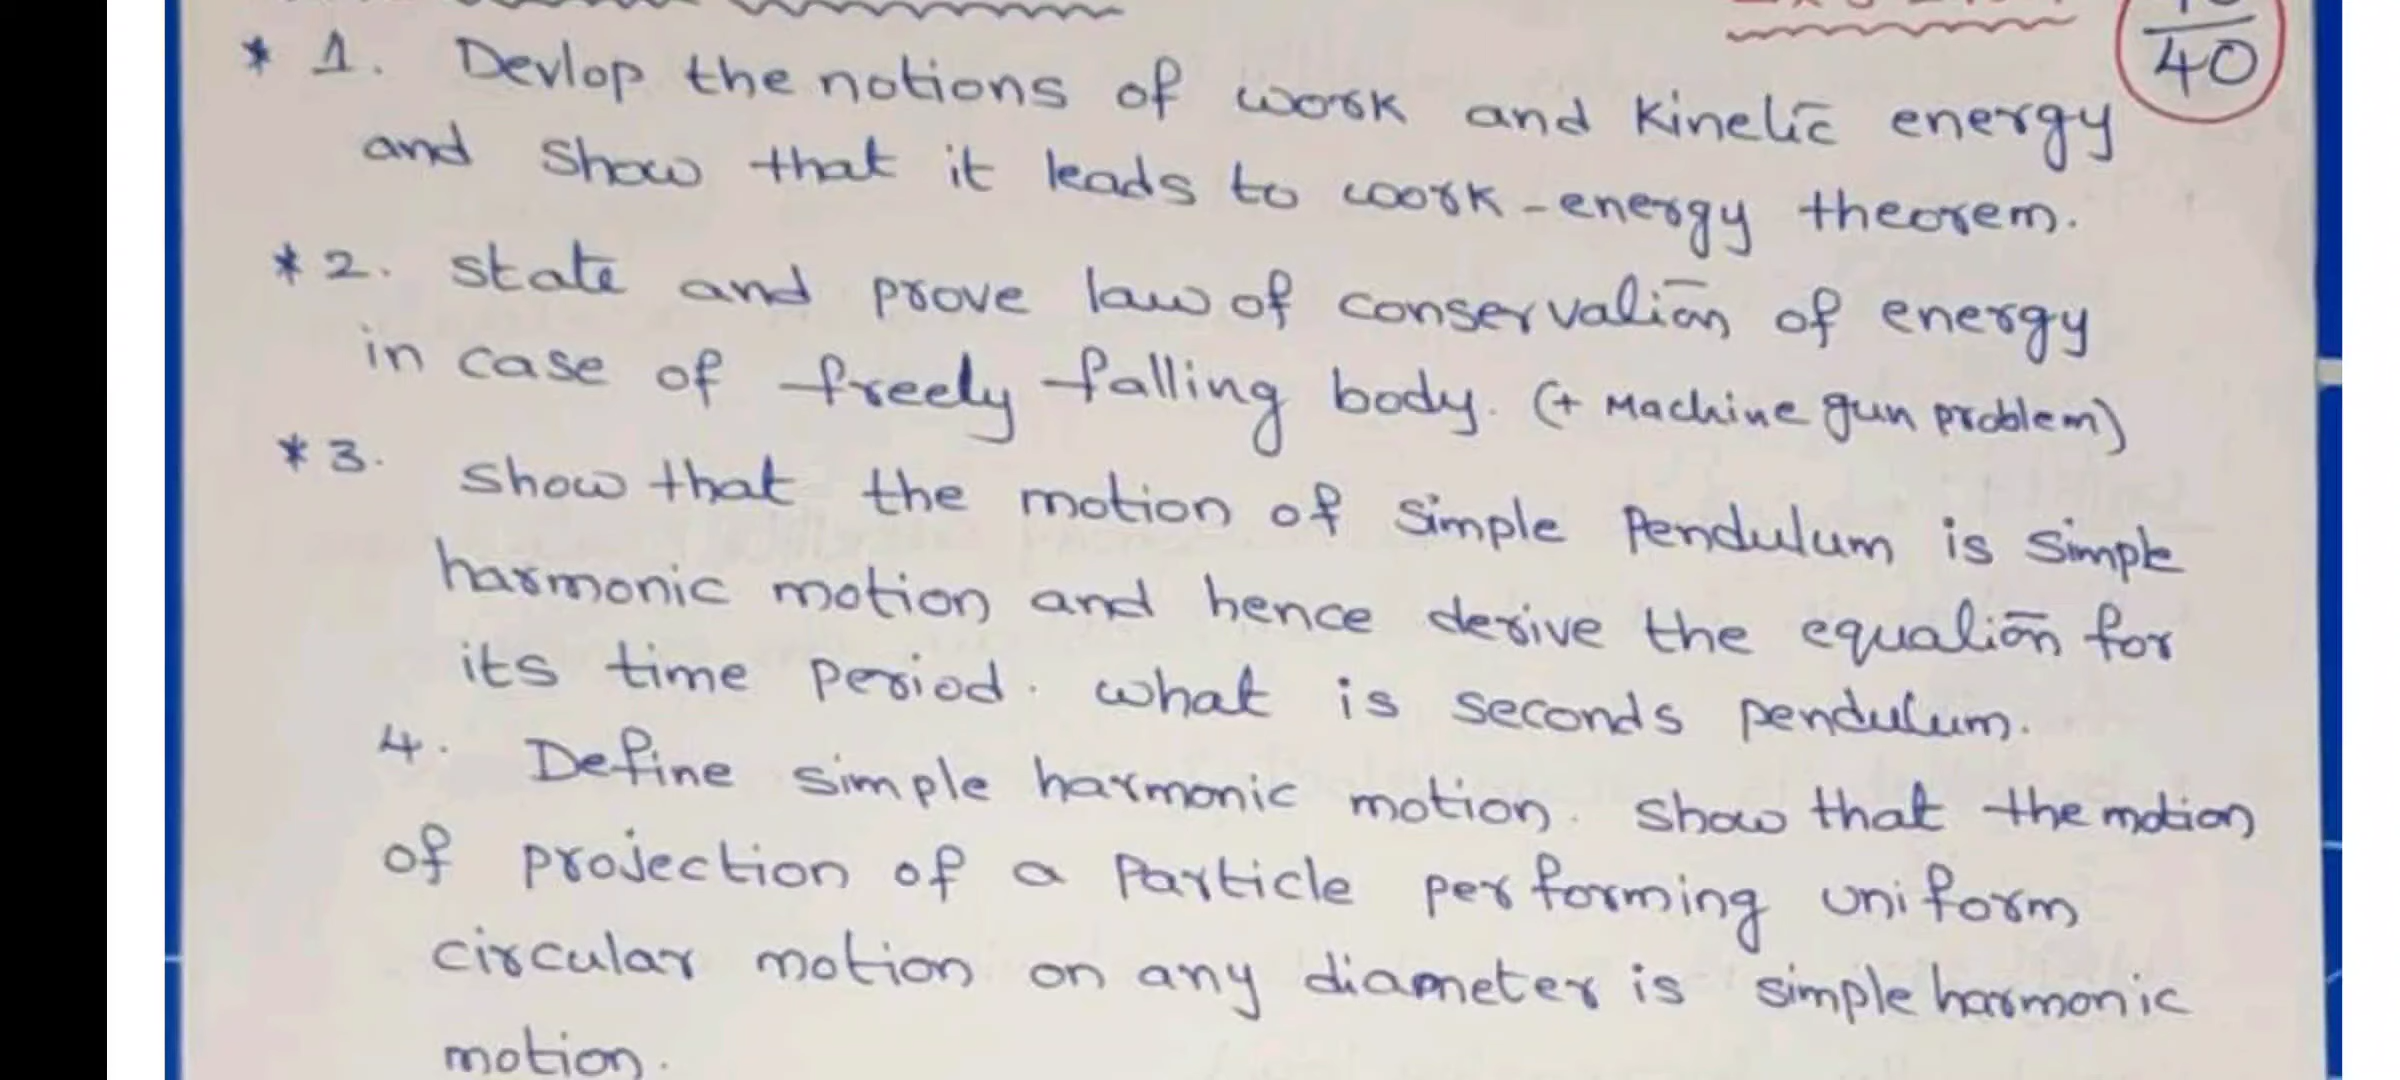 40
* 1. Devlop the notions of work and kinetic energy
and show that it leads to work-energy theorem.
* 2. state and prove law of conservation of energy
in case of freely falling body. (+ Machine gun problem)
* 3. show that the motion of simple pendulum is simple
harmonic motion and hence derive the equation for
its time period. what is seconds pendulum.
4. Define simple harmonic motion. show that the motion
of projection of a particle performing uniform
circular motion on any diameter is simple harmonic
motion.